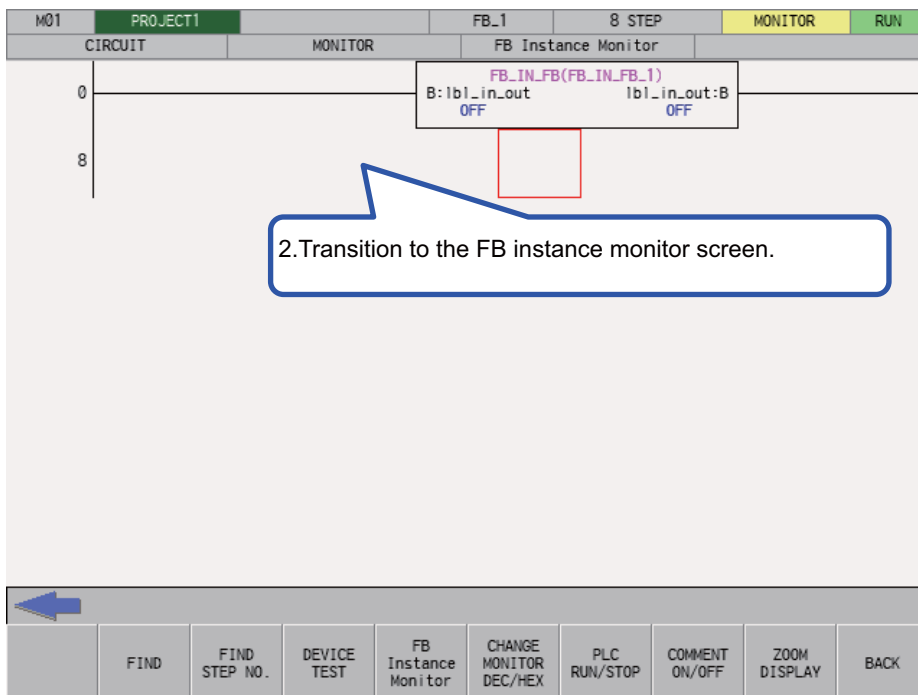 M01 PROJECT1 FB_1 8 STEP MONITOR RUN
CIRCUIT MONITOR FB Instance Monitor
FB_IN_FB(FB_IN_FB_1)
0 B:lbl_in_out lbl_in_out:B
OFF OFF
8
2.Transition to the FB instance monitor screen.
FIND
FIND
STEP NO.
DEVICE
TEST
FB
Instance
Monitor
CHANGE
MONITOR
DEC/HEX
PLC
RUN/STOP
COMMENT
ON/OFF
ZOOM
DISPLAY
BACK